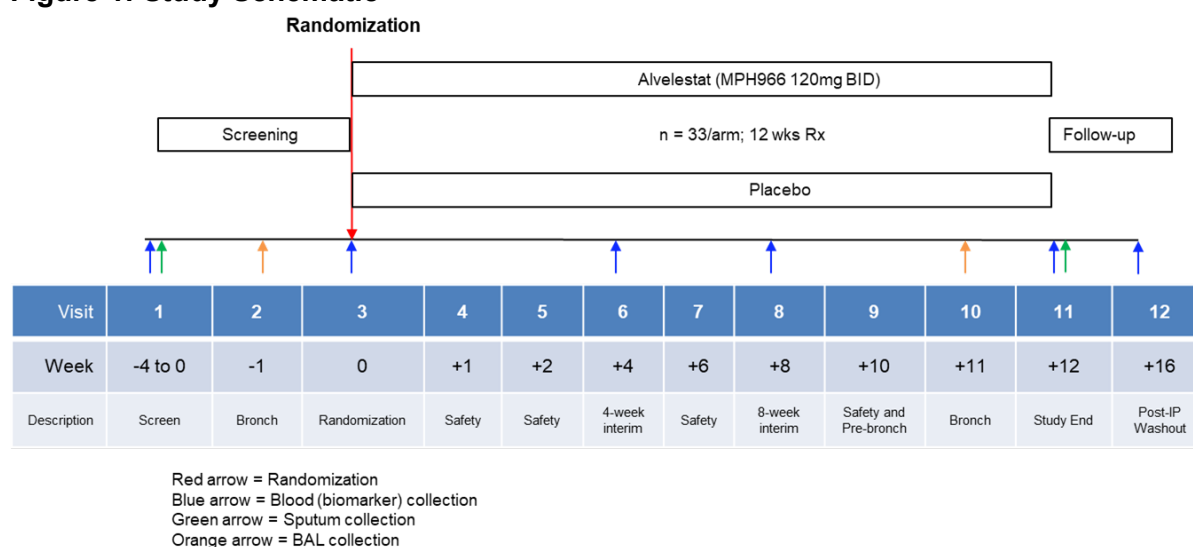 Randomization
Alvelestat (MPH966 120mg BID)
Screening
n = 33/arm; 12 wks Rx
Follow-up
Placebo
Visit 1 2 3 4 5 6 7 8 9 10 11 12
Week -4 to 0 -1 0 +1 +2 +4 +6 +8 +10 +11 +12 +16
Description Screen Bronch Randomization Safety Safety 4-week interim Safety 8-week interim Safety and Pre-bronch Bronch Study End Post-IP Washout
Red arrow = Randomization
Blue arrow = Blood (biomarker) collection
Green arrow = Sputum collection
Orange arrow = BAL collection